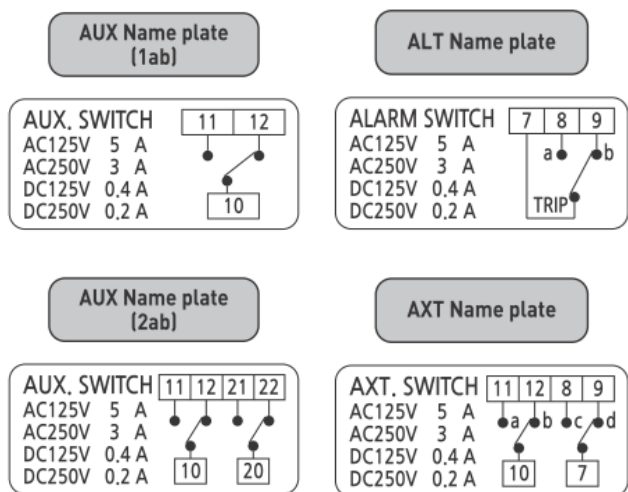 AUX Name plate
(1ab)
AUX. SWITCH 11 12
AC125V 5 A
AC250V 3 A
DC125V 0.4 A
DC250V 0.2 A
10
ALT Name plate
ALARM SWITCH 7 8 9
AC125V 5 A
AC250V 3 A
DC125V 0.4 A
DC250V 0.2 A
a b
TRIP
AUX Name plate
(2ab)
AUX. SWITCH 11 12 21 22
AC125V 5 A
AC250V 3 A
DC125V 0.4 A
DC250V 0.2 A
10 20
AXT Name plate
AXT. SWITCH 11 12 8 9
AC125V 5 A
AC250V 3 A
DC125V 0.4 A
DC250V 0.2 A
a b c d
10 7